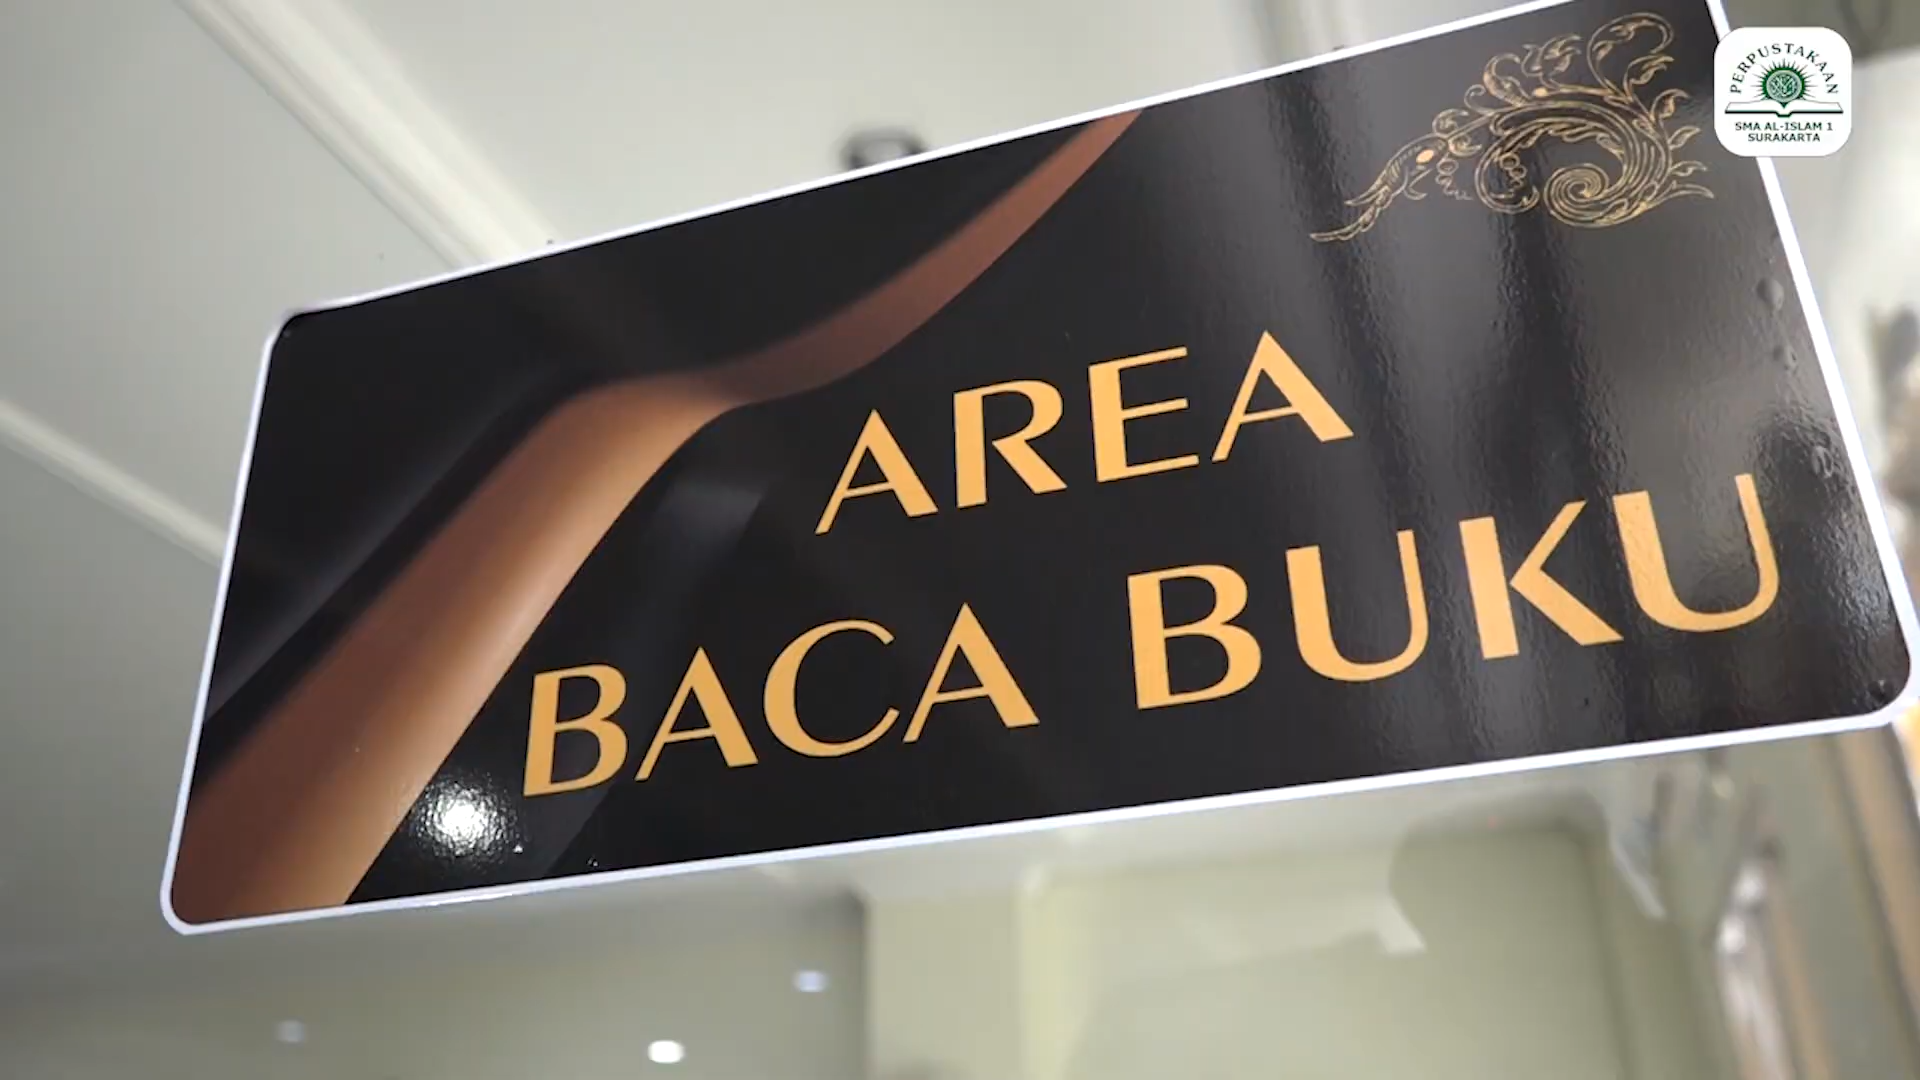 AREA
BACA BUKU
PERPUSTAKAAN
SMA AL-ISLAM 1
SURAKARTA